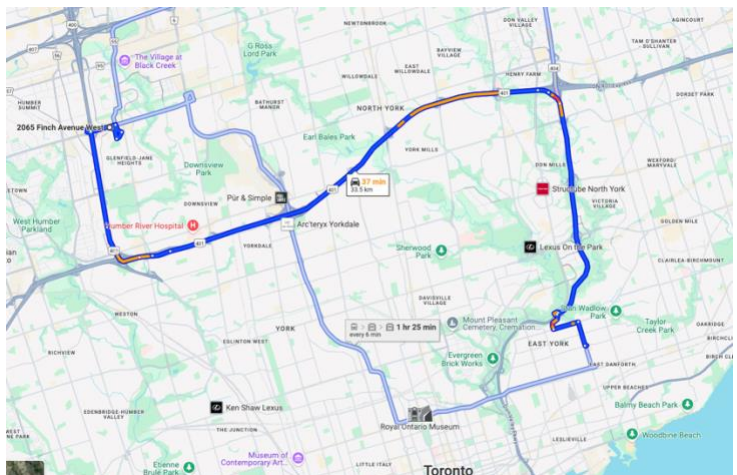 NEWTONBROOK
DON VALLEY
VILLAGE
AGINCOURT
G Ross
Lord Park
BAYVIEW
VILLAGE
TAM O'SHANTER
- SULLIVAN
The Village at
Black Creek
EAST
WILLOWDALE
HENRY FARM
WILLOWDALE
HUMBER
SUMMIT
BATHURST
MANOR
NORTH YORK
401
DORSET PARK
2065 Finch Avenue West
Earl Bales Park
GLENFIELD-JANE
HEIGHTS
YORK
MILLS
DON MILLS
WEXFORD/
MARYVALE
Downsview
Park
37 min
33.5 km
Structube North York
West Humber
Parkland
Pür & Simple
DOWNSVIEW
VICTORIA
VILLAGE
Humber River Hospital
H
Arc'teryx Yorkdale
GOLDEN MILE
YORKDALE
401
Sherwood
Park
Lexus On the Park
CLAIRLEA-BIRCHMOUNT
DAVISVILLE
VILLAGE
WESTON
YORK
1 hr 25 min
every 6 min
Mount Pleasant
Cemetery, Cremation
Taylor
Creek Park
OAKRIDGE
RICHVIEW
EGLINTON WEST
EAST YORK
Evergreen
Brick Works
EAST DANFORTH
UPPER BEACHES
EDENBRIDGE-HUMBER
VALLEY
Ken Shaw Lexus
Balmy Beach Park
THE JUNCTION
Royal Ontario Museum
LESLIEVILLE
Woodbine Beach
Étienne
Brûlé Park
Museum of
Contemporary Art...
LITTLE ITALY
Toronto